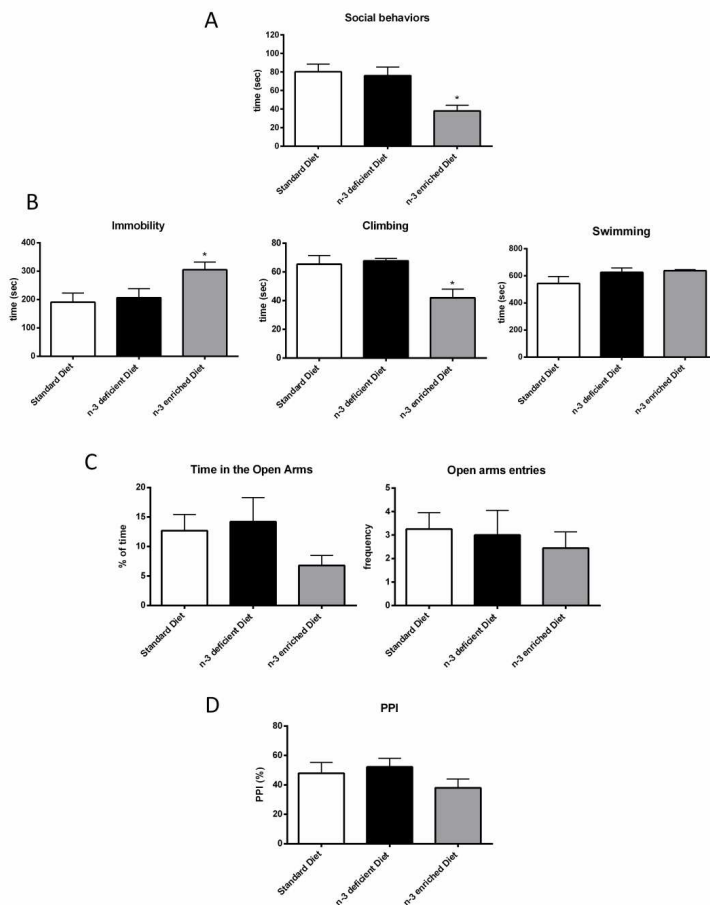 A
Social behaviors
time (sec)
120
100
80
60
40
20
0
Standard Diet
n-3 deficient Diet
n-3 enriched Diet
*
B
Immobility
time (sec)
400
300
200
100
0
Standard Diet
n-3 deficient Diet
n-3 enriched Diet
*
Climbing
time (sec)
80
60
40
20
0
Standard Diet
n-3 deficient Diet
n-3 enriched Diet
*
Swimming
time (sec)
800
600
400
200
0
Standard Diet
n-3 deficient Diet
n-3 enriched Diet
C
Time in the Open Arms
% of time
20
15
10
5
0
Standard Diet
n-3 deficient Diet
n-3 enriched Diet
Open arms entries
frequency
5
4
3
2
1
0
Standard Diet
n-3 deficient Diet
n-3 enriched Diet
D
PPI
PPI (%)
80
60
40
20
0
Standard Diet
n-3 deficient Diet
n-3 enriched Diet